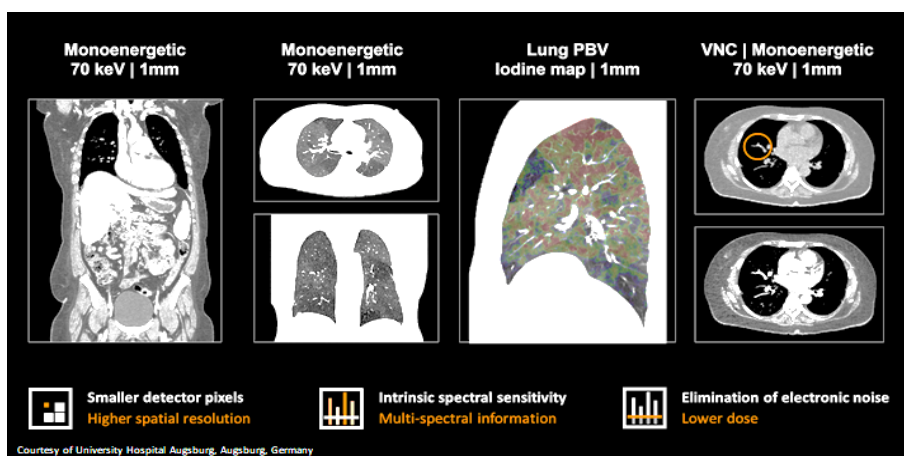 Monoenergetic
70 keV | 1mm
Monoenergetic
70 keV | 1mm
Lung PBV
Iodine map | 1mm
VNC | Monoenergetic
70 keV | 1mm
Smaller detector pixels
Higher spatial resolution
Intrinsic spectral sensitivity
Multi-spectral information
Elimination of electronic noise
Lower dose
Courtesy of University Hospital Augsburg, Augsburg, Germany